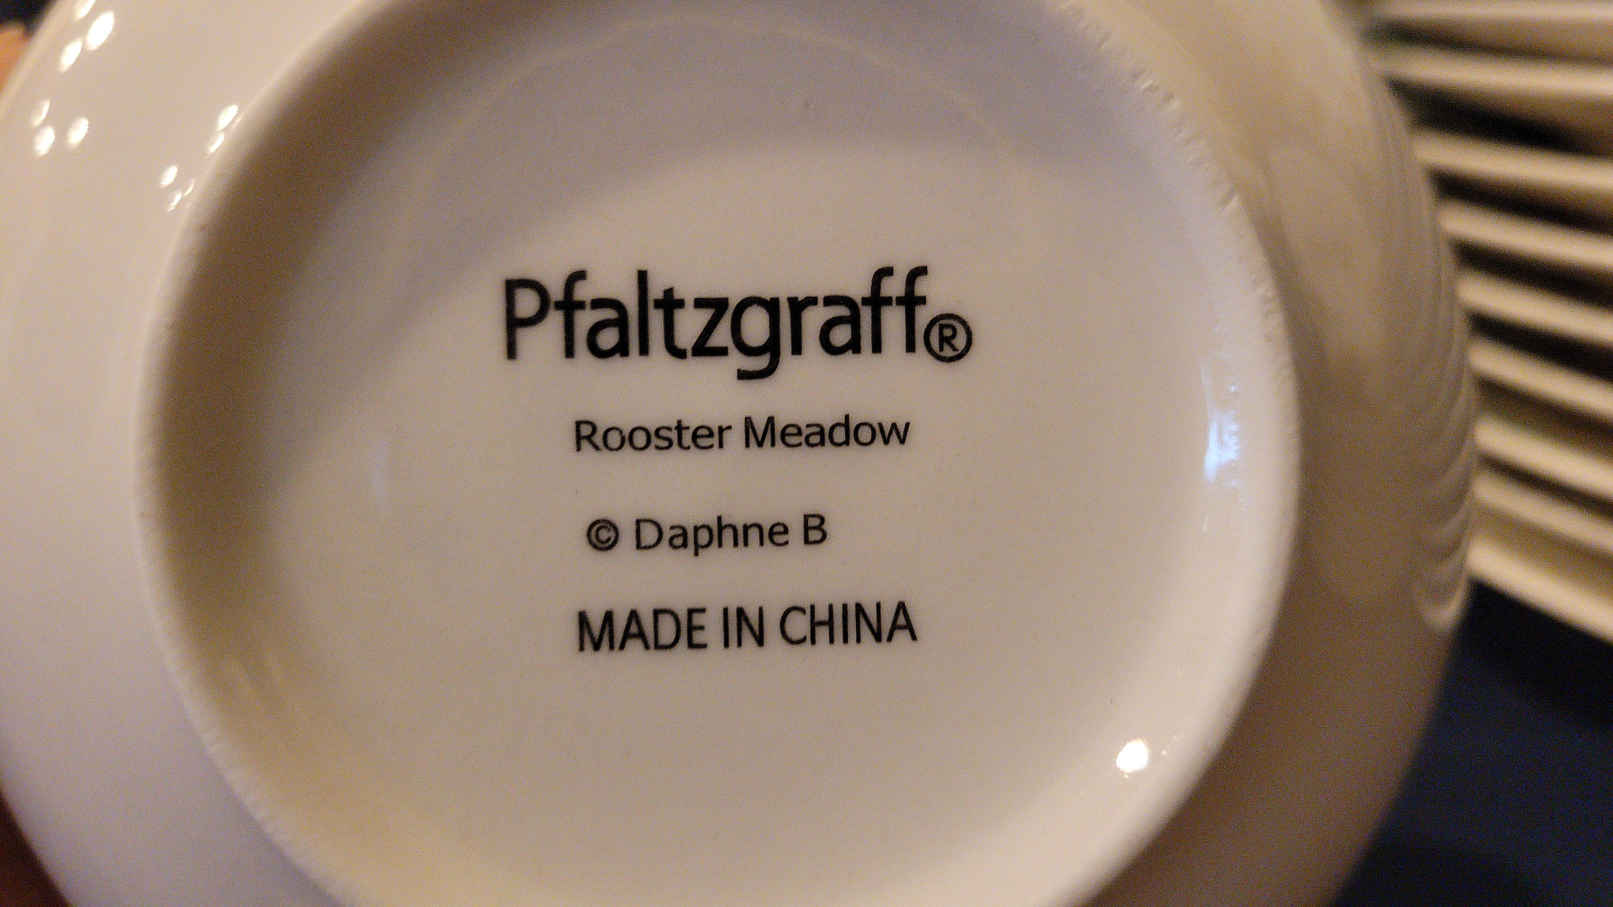 Pfaltzgraff®
Rooster Meadow
© Daphne B
MADE IN CHINA